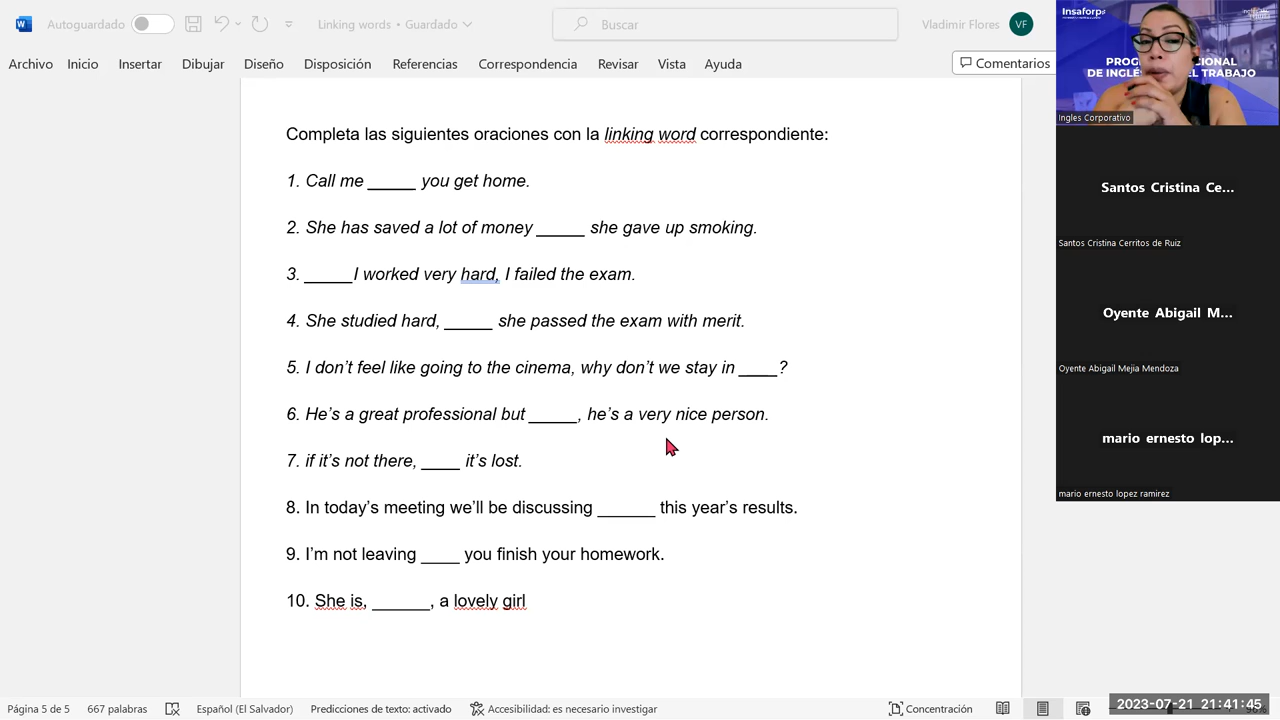 Autoguardado
Linking words • Guardado
Buscar
Vladimir Flores
VF
Archivo Inicio Insertar Dibujar Diseño Disposición Referencias Correspondencia Revisar Vista Ayuda
Comentarios
Completa las siguientes oraciones con la linking word correspondiente:
1. Call me _____ you get home.
2. She has saved a lot of money _____ she gave up smoking.
3. _____I worked very hard, I failed the exam.
4. She studied hard, _____ she passed the exam with merit.
5. I don’t feel like going to the cinema, why don’t we stay in ____?
6. He’s a great professional but _____, he’s a very nice person.
7. if it’s not there, ____ it’s lost.
8. In today’s meeting we’ll be discussing ______ this year’s results.
9. I’m not leaving ____ you finish your homework.
10. She is, ______, a lovely girl
Insaforp
DE INGLÉ
EL TRABAJO
Ingles Corporativo
Santos Cristina Ce...
Santos Cristina Cerritos de Ruiz
Oyente Abigail M...
Oyente Abigail Mejia Mendoza
mario ernesto lop...
mario ernesto lopez ramirez
Página 5 de 5 667 palabras Español (El Salvador) Predicciones de texto: activado Accesibilidad: es necesario investigar Concentración
2023-07-21 21:41:45